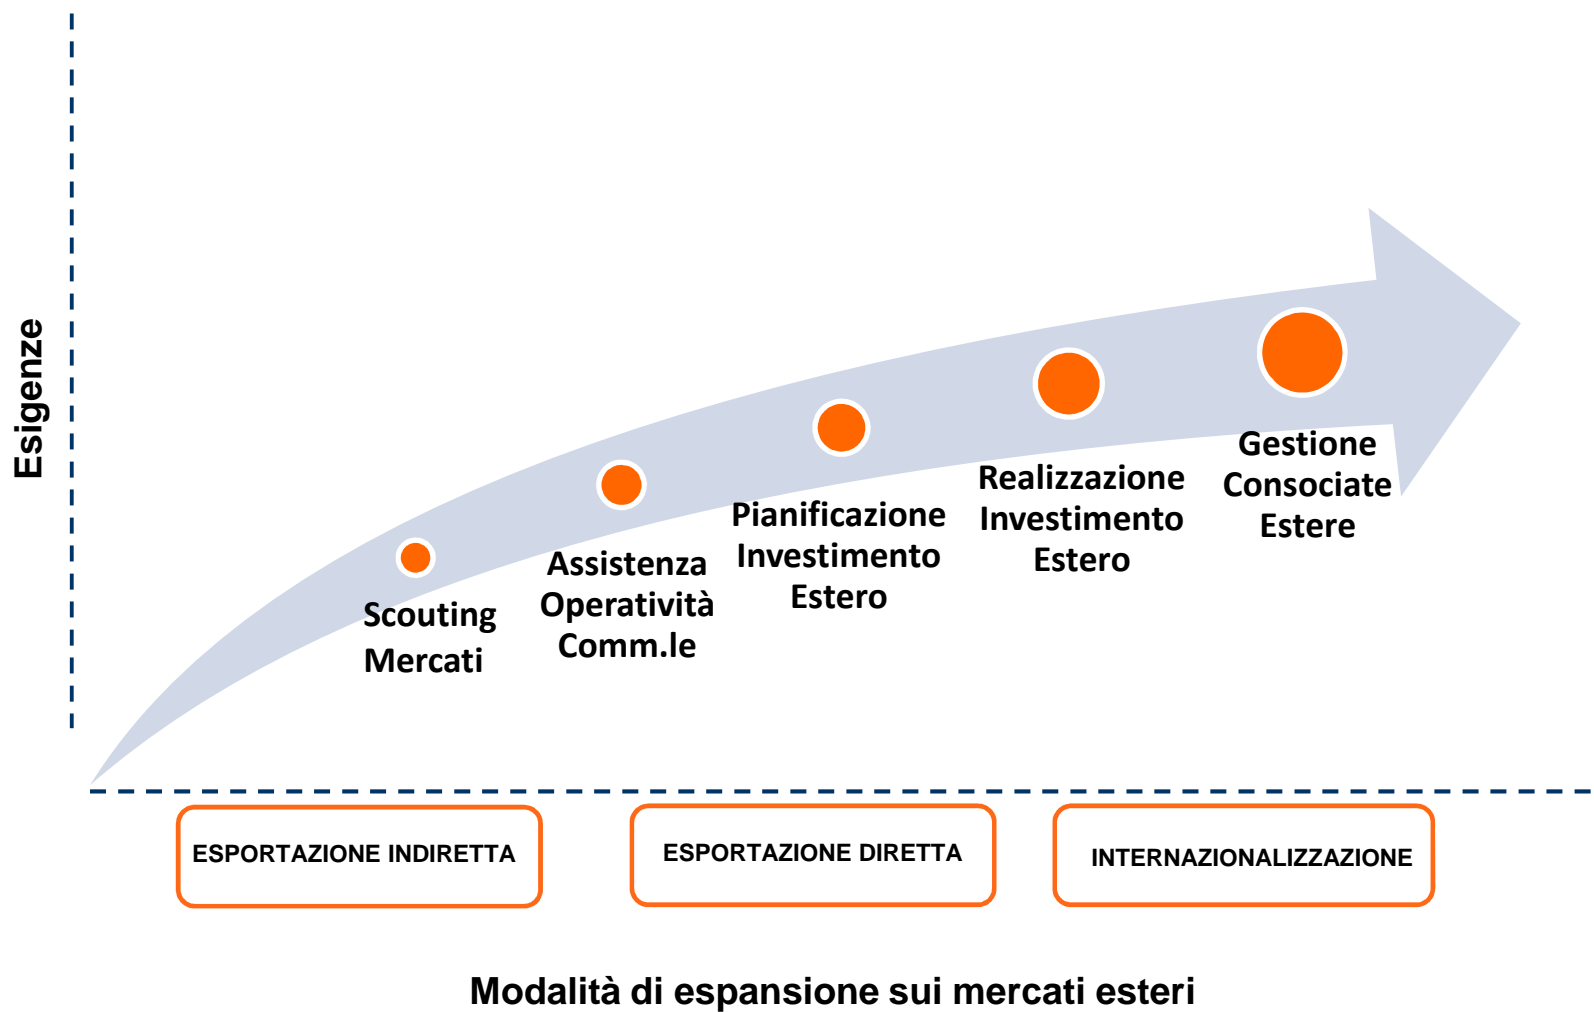 Esigenze
Scouting
Mercati
Assistenza
Operatività
Comm.le
Pianificazione
Investimento
Estero
Realizzazione
Investimento
Estero
Gestione
Consociate
Estere
ESPORTAZIONE INDIRETTA
ESPORTAZIONE DIRETTA
INTERNAZIONALIZZAZIONE
Modalità di espansione sui mercati esteri